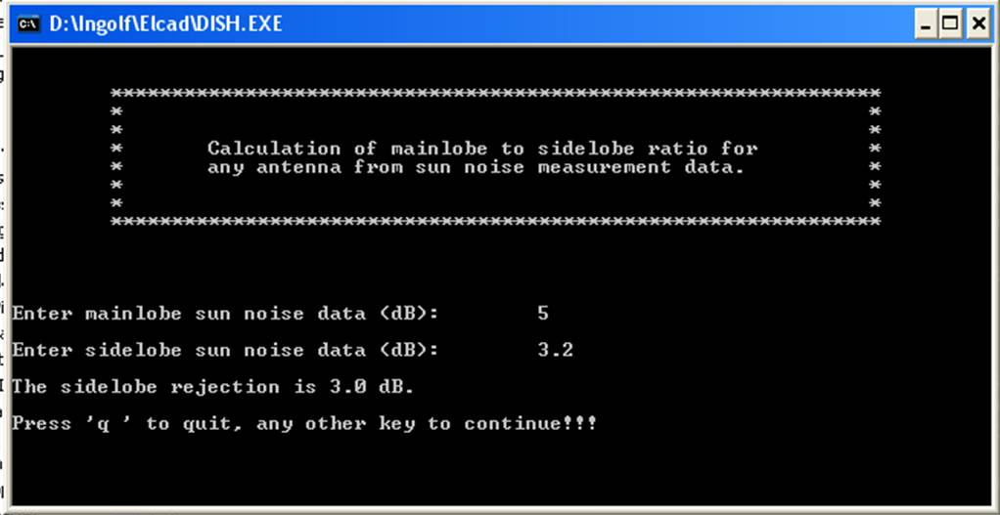 D:\Ingolf\Elcad\DISH.EXE
***************************************************************
* *
* *
* Calculation of mainlobe to sidelobe ratio for *
* any antenna from sun noise measurement data. *
* *
* *
***************************************************************
Enter mainlobe sun noise data (dB): 5
Enter sidelobe sun noise data (dB): 3.2
The sidelobe rejection is 3.0 dB.
Press 'q ' to quit, any other key to continue!!!